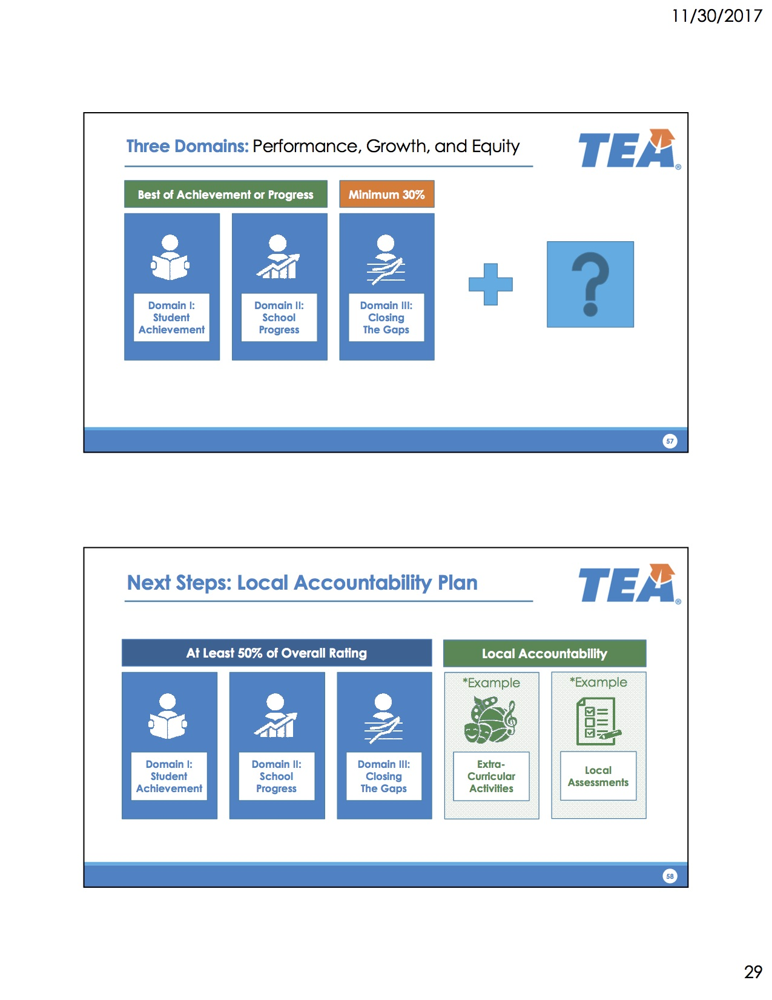 11/30/2017
Three Domains: Performance, Growth, and Equity
TEA®
Best of Achievement or Progress
Minimum 30%
Domain I:
Student
Achievement
Domain II:
School
Progress
Domain III:
Closing
The Gaps
?
57
Next Steps: Local Accountability Plan
TEA®
At Least 50% of Overall Rating
Local Accountability
Domain I:
Student
Achievement
Domain II:
School
Progress
Domain III:
Closing
The Gaps
*Example
Extra-
Curricular
Activities
*Example
Local
Assessments
58
29